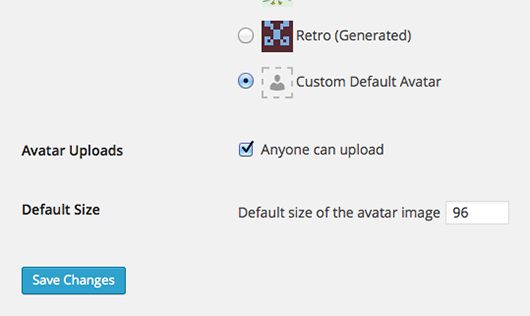 Retro (Generated)
Custom Default Avatar
Avatar Uploads Anyone can upload
Default Size Default size of the avatar image 96
Save Changes